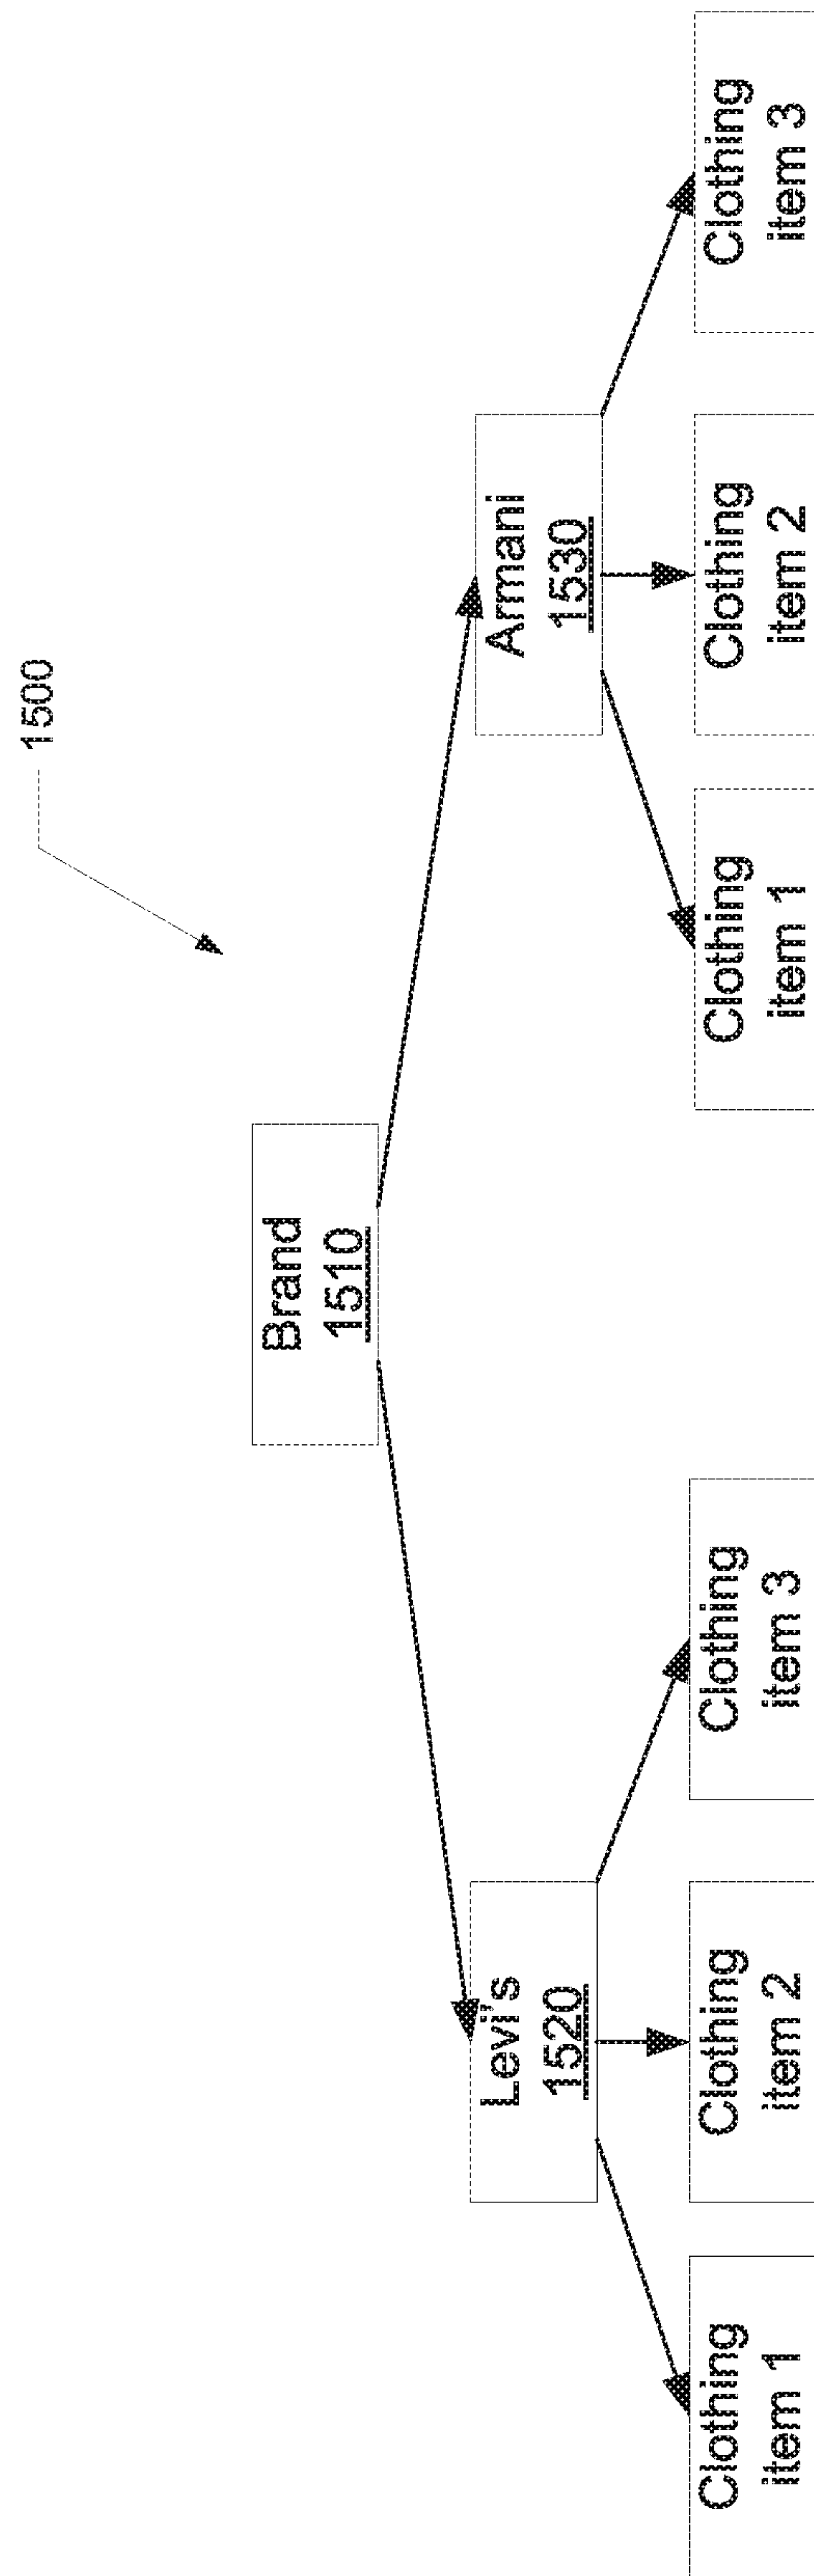 1500
Brand
1510
Levi's
1520
Armani
1530
Clothing
item 1
Clothing
item 2
Clothing
item 3
Clothing
item 1
Clothing
item 2
Clothing
item 3